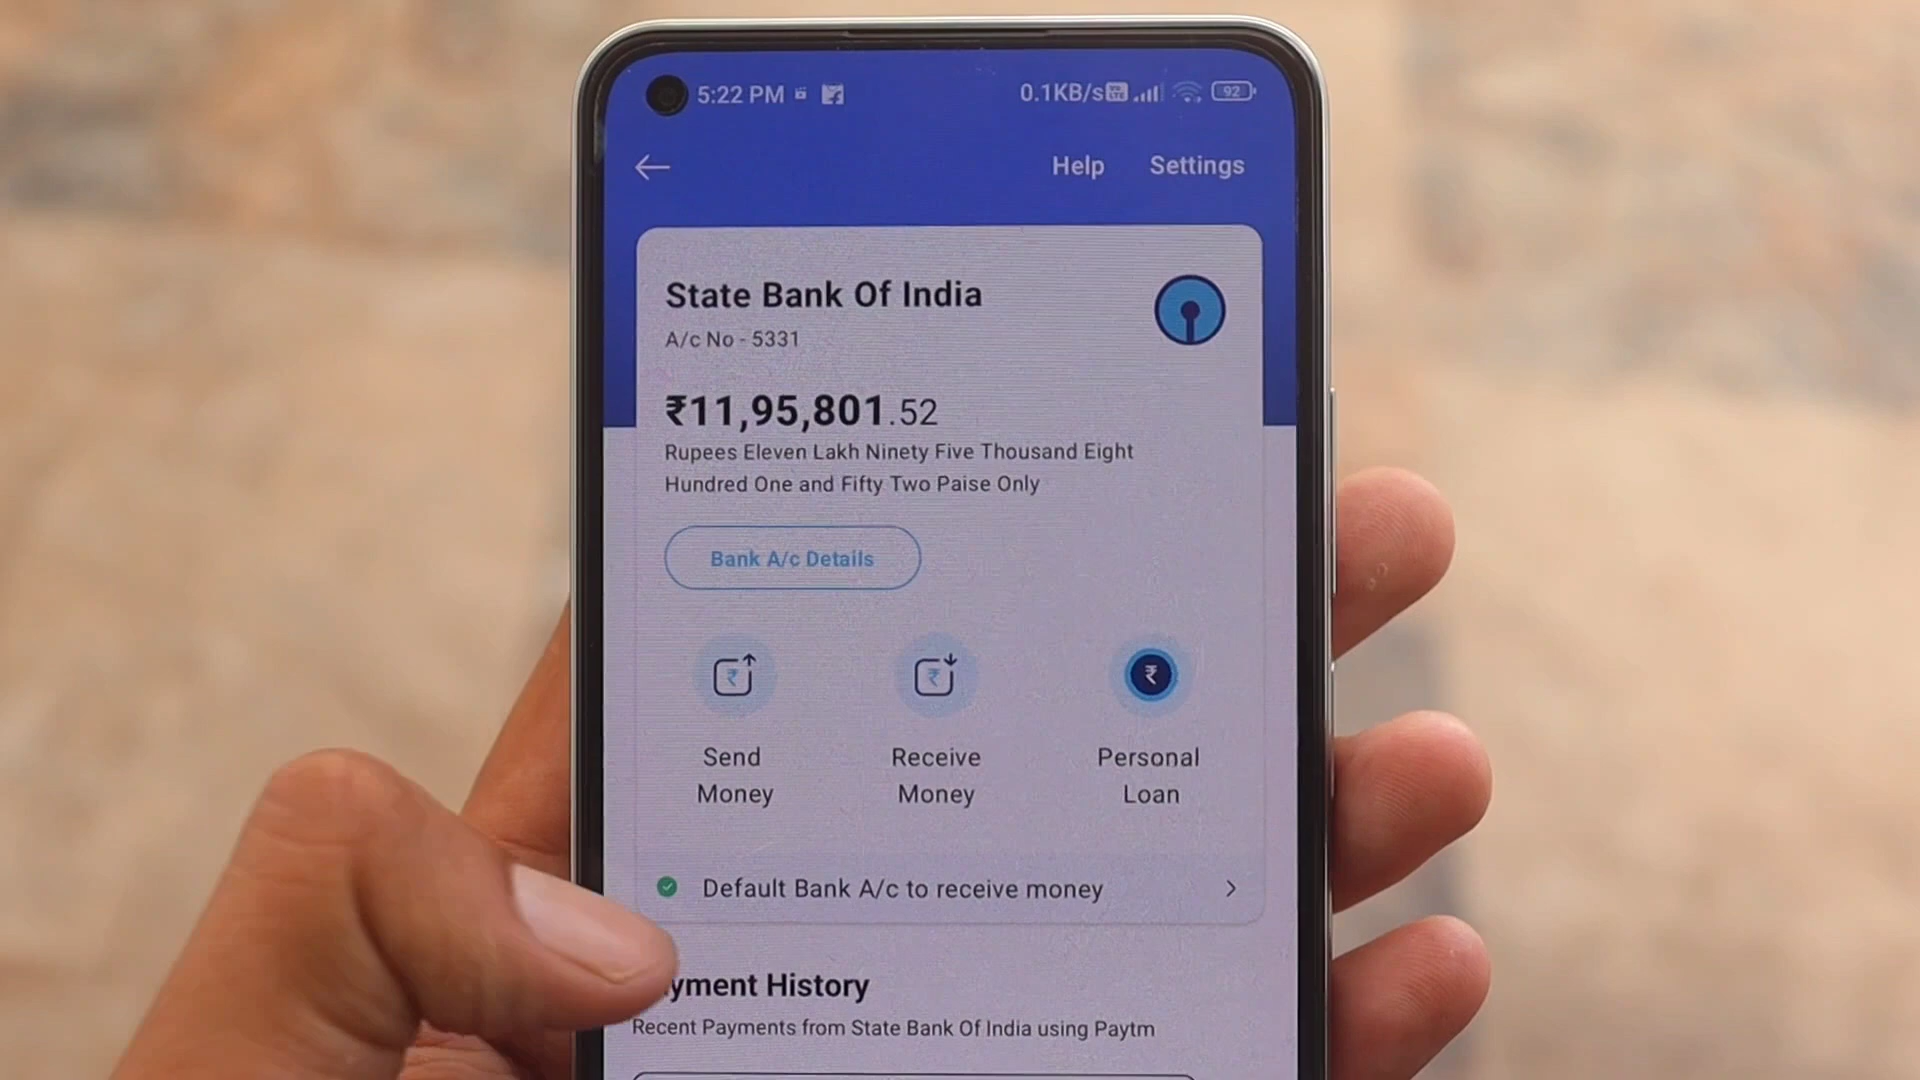 5:22 PM
0.1KB/s
92
Help
Settings
State Bank Of India
A/c No - 5331
₹11,95,801.52
Rupees Eleven Lakh Ninety Five Thousand Eight
Hundred One and Fifty Two Paise Only
Bank A/c Details
Send
Money
Receive
Money
Personal
Loan
Default Bank A/c to receive money
yment History
Recent Payments from State Bank Of India using Paytm